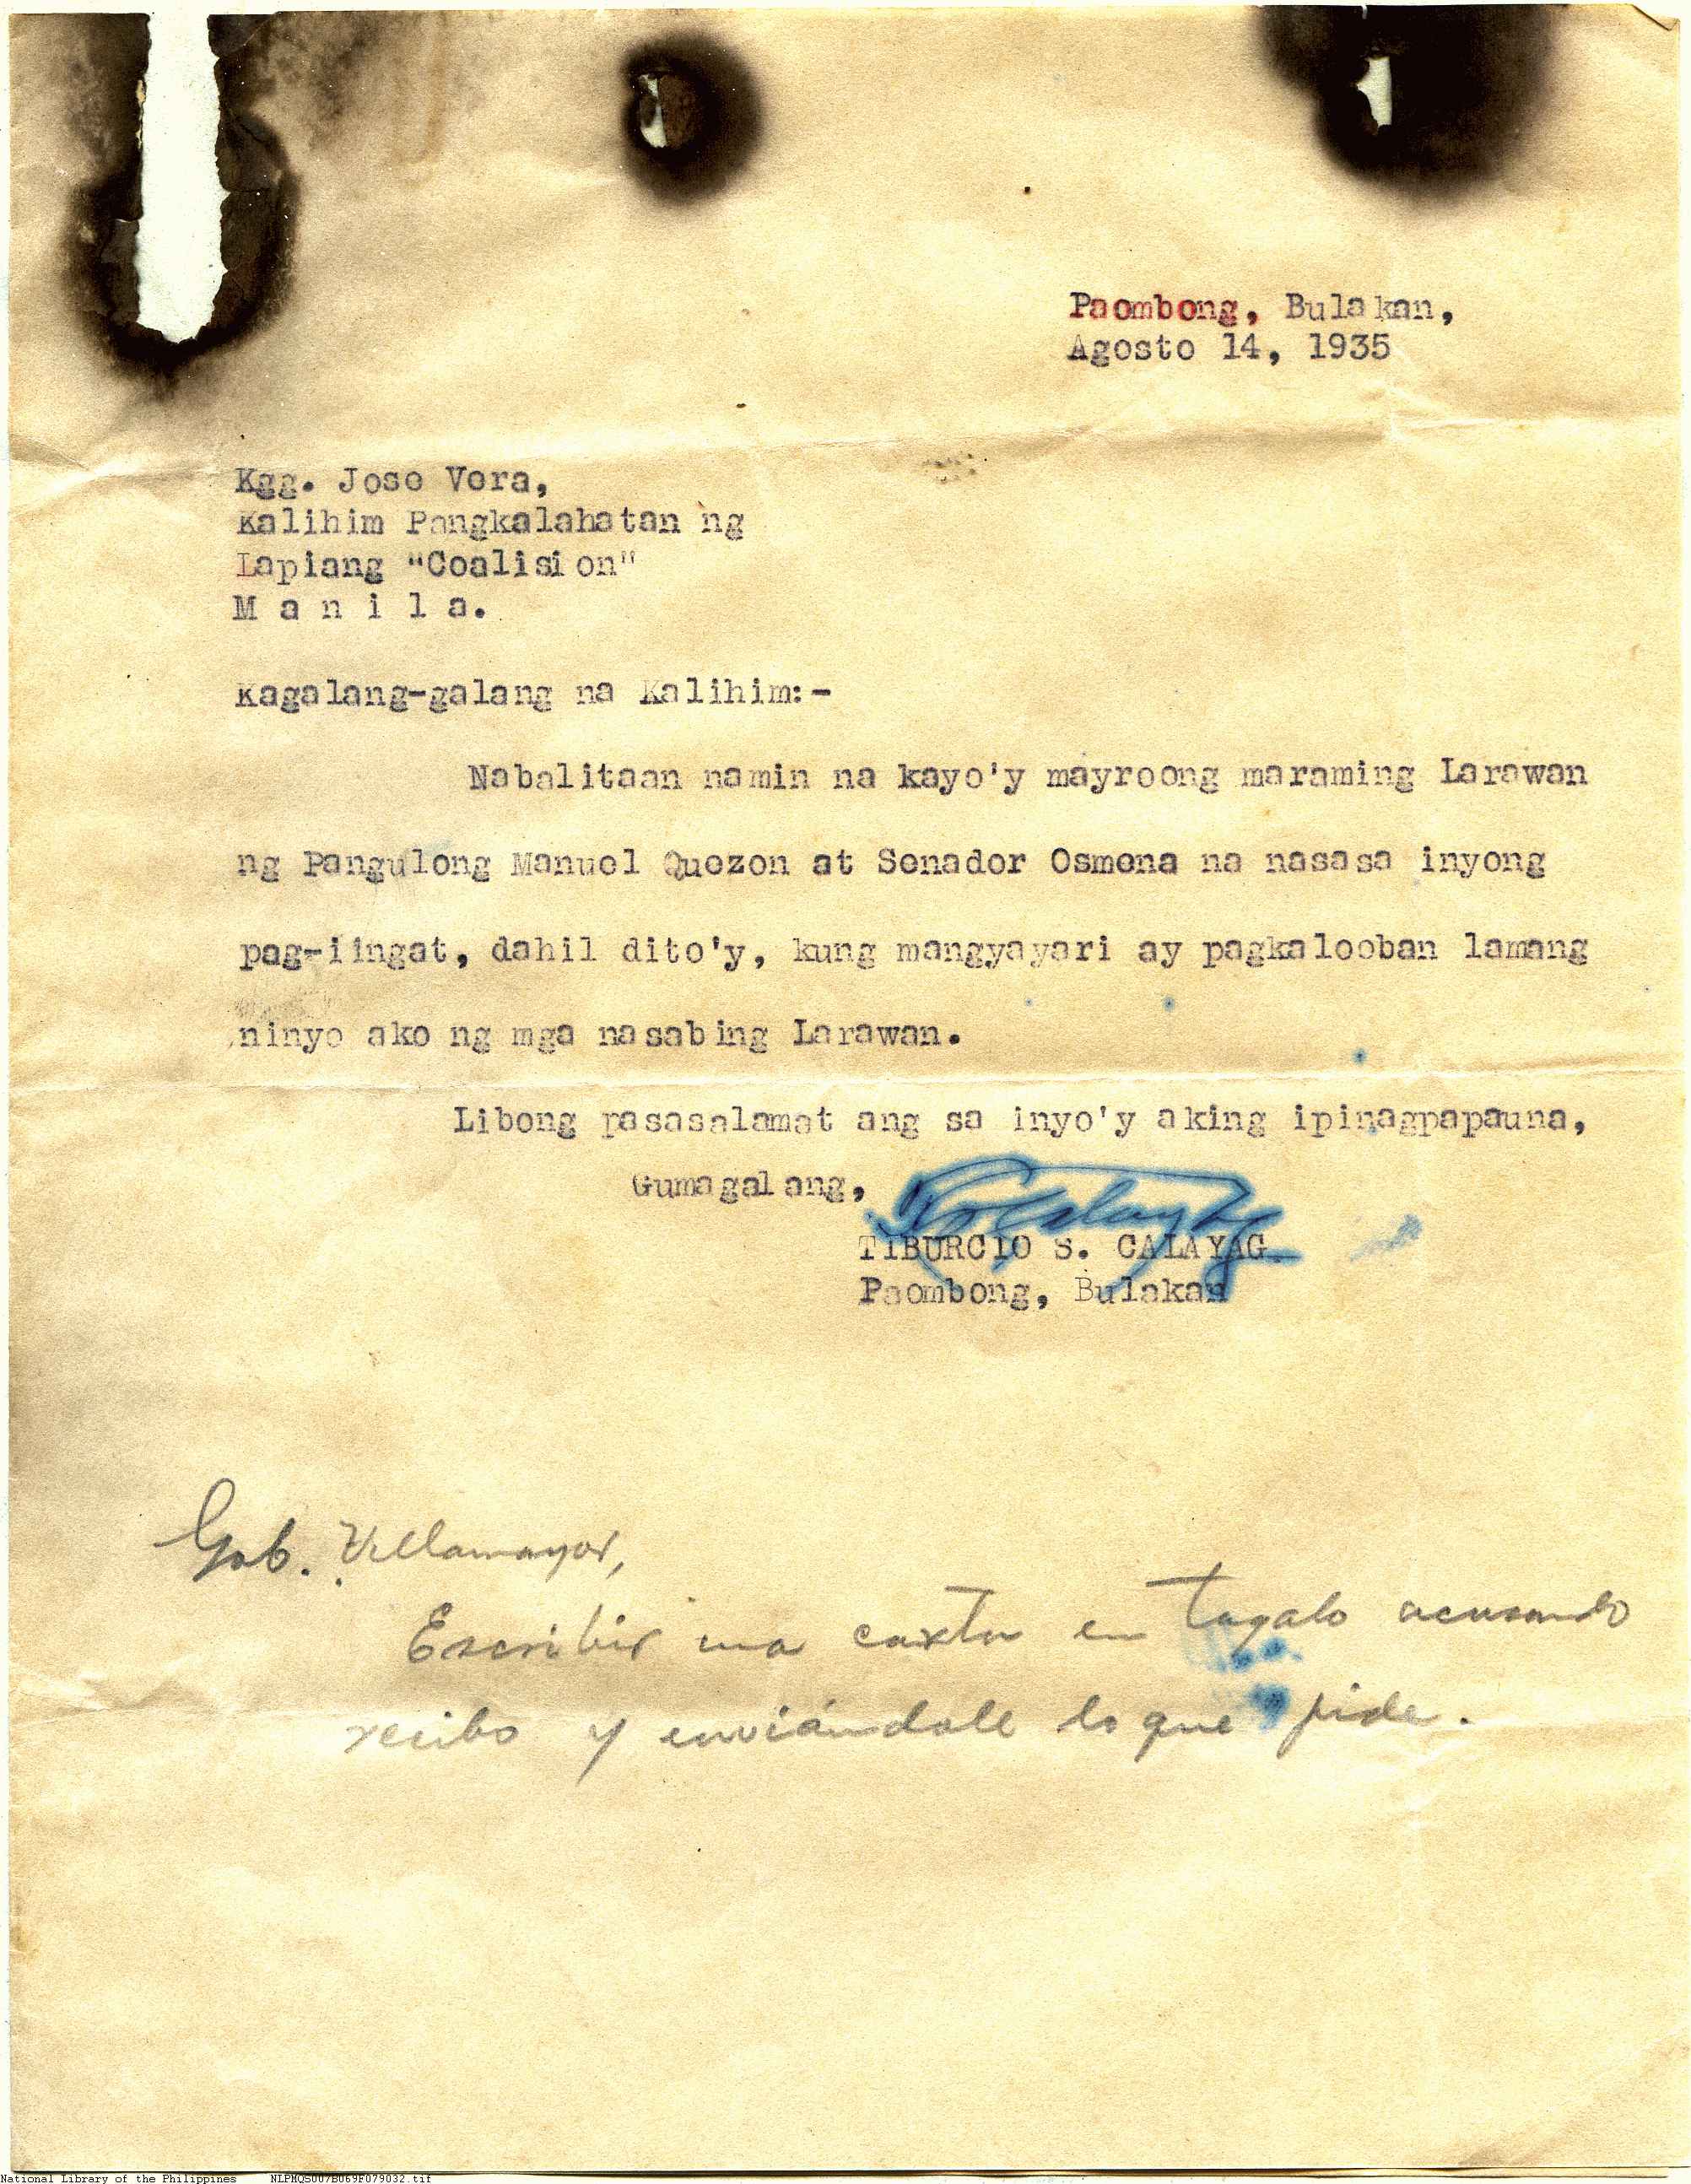 Paombong, Bulakan,
Agosto 14, 1935
Kgg. Jose Vera,
Kalihim Pangkalahatan ng
Lapiang "Coalision"
M a n i l a.
Kagalang-galang na Kalihim:-
Nabalitaan namin na kayo'y mayroong maraming Larawan
ng Pangulong Manuel Quezon at Senador Osmena na nasasa inyong
pag-iingat, dahil dito'y, kung mangyayari ay pagkalooban lamang
ninyo ako ng mga nasabing Larawan.
Libong pasasalamat ang sa inyo'y aking ipinagpapauna,
Gumagalang,
TIBURCIO S. CALAYAG
Paombong, Bulakan
Gob. Villamayor,
Escribir una carta en tagalo acusando
recibo y enviándole lo que pide.
National Library of the Philippines NLPMQS007B069F079032.tif